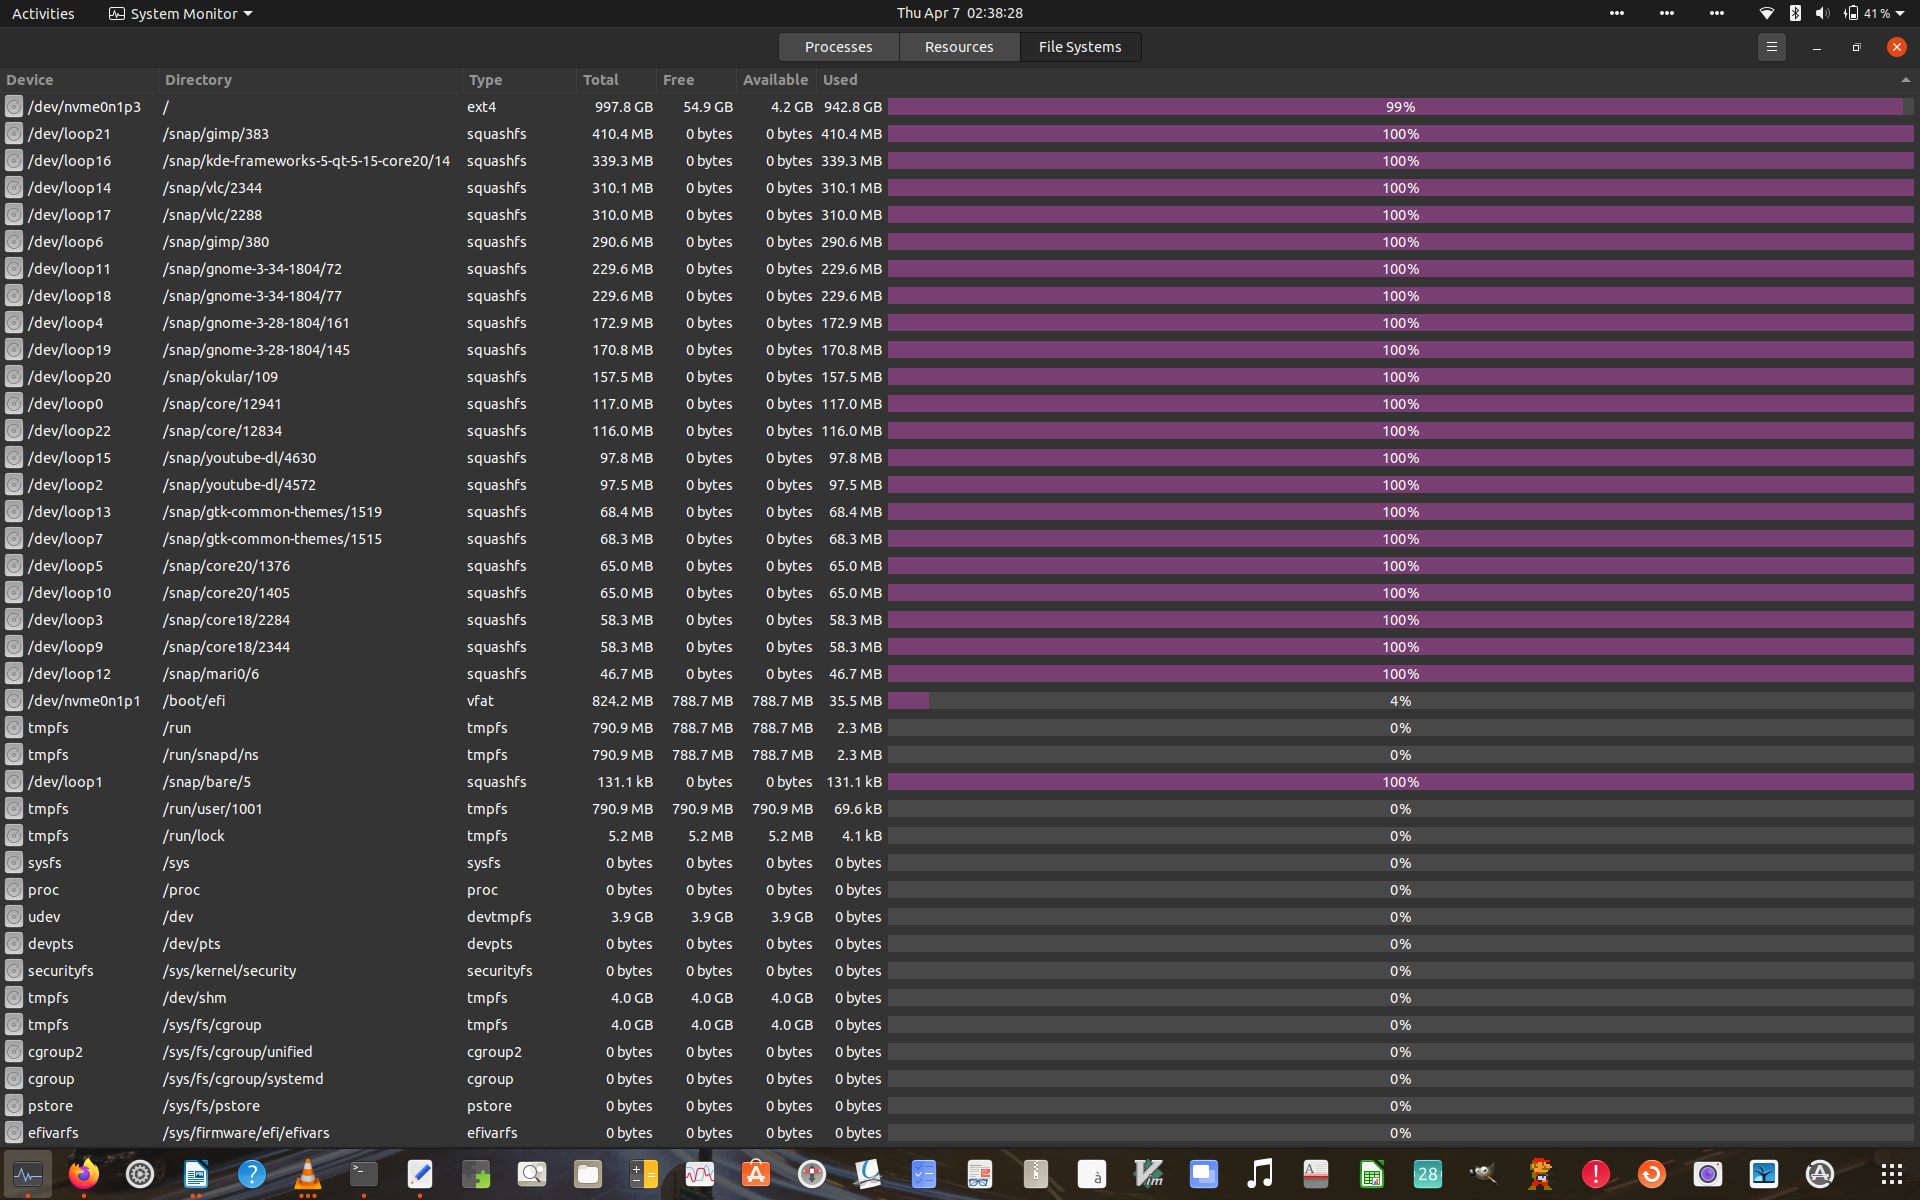 Activities System Monitor Thu Apr 7 02:38:28 41 %
Processes Resources File Systems
Device Directory Type Total Free Available Used
/dev/nvme0n1p3 / ext4 997.8 GB 54.9 GB 4.2 GB 942.8 GB 99%
/dev/loop21 /snap/gimp/383 squashfs 410.4 MB 0 bytes 0 bytes 410.4 MB 100%
/dev/loop16 /snap/kde-frameworks-5-qt-5-15-core20/14 squashfs 339.3 MB 0 bytes 0 bytes 339.3 MB 100%
/dev/loop14 /snap/vlc/2344 squashfs 310.1 MB 0 bytes 0 bytes 310.1 MB 100%
/dev/loop17 /snap/vlc/2288 squashfs 310.0 MB 0 bytes 0 bytes 310.0 MB 100%
/dev/loop6 /snap/gimp/380 squashfs 290.6 MB 0 bytes 0 bytes 290.6 MB 100%
/dev/loop11 /snap/gnome-3-34-1804/72 squashfs 229.6 MB 0 bytes 0 bytes 229.6 MB 100%
/dev/loop18 /snap/gnome-3-34-1804/77 squashfs 229.6 MB 0 bytes 0 bytes 229.6 MB 100%
/dev/loop4 /snap/gnome-3-28-1804/161 squashfs 172.9 MB 0 bytes 0 bytes 172.9 MB 100%
/dev/loop19 /snap/gnome-3-28-1804/145 squashfs 170.8 MB 0 bytes 0 bytes 170.8 MB 100%
/dev/loop20 /snap/okular/109 squashfs 157.5 MB 0 bytes 0 bytes 157.5 MB 100%
/dev/loop0 /snap/core/12941 squashfs 117.0 MB 0 bytes 0 bytes 117.0 MB 100%
/dev/loop22 /snap/core/12834 squashfs 116.0 MB 0 bytes 0 bytes 116.0 MB 100%
/dev/loop15 /snap/youtube-dl/4630 squashfs 97.8 MB 0 bytes 0 bytes 97.8 MB 100%
/dev/loop2 /snap/youtube-dl/4572 squashfs 97.5 MB 0 bytes 0 bytes 97.5 MB 100%
/dev/loop13 /snap/gtk-common-themes/1519 squashfs 68.4 MB 0 bytes 0 bytes 68.4 MB 100%
/dev/loop7 /snap/gtk-common-themes/1515 squashfs 68.3 MB 0 bytes 0 bytes 68.3 MB 100%
/dev/loop5 /snap/core20/1376 squashfs 65.0 MB 0 bytes 0 bytes 65.0 MB 100%
/dev/loop10 /snap/core20/1405 squashfs 65.0 MB 0 bytes 0 bytes 65.0 MB 100%
/dev/loop3 /snap/core18/2284 squashfs 58.3 MB 0 bytes 0 bytes 58.3 MB 100%
/dev/loop9 /snap/core18/2344 squashfs 58.3 MB 0 bytes 0 bytes 58.3 MB 100%
/dev/loop12 /snap/mari0/6 squashfs 46.7 MB 0 bytes 0 bytes 46.7 MB 100%
/dev/nvme0n1p1 /boot/efi vfat 824.2 MB 788.7 MB 788.7 MB 35.5 MB 4%
tmpfs /run tmpfs 790.9 MB 788.7 MB 788.7 MB 2.3 MB 0%
tmpfs /run/snapd/ns tmpfs 790.9 MB 788.7 MB 788.7 MB 2.3 MB 0%
/dev/loop1 /snap/bare/5 squashfs 131.1 kB 0 bytes 0 bytes 131.1 kB 100%
tmpfs /run/user/1001 tmpfs 790.9 MB 790.9 MB 790.9 MB 69.6 kB 0%
tmpfs /run/lock tmpfs 5.2 MB 5.2 MB 5.2 MB 4.1 kB 0%
sysfs /sys sysfs 0 bytes 0 bytes 0 bytes 0 bytes 0%
proc /proc proc 0 bytes 0 bytes 0 bytes 0 bytes 0%
udev /dev devtmpfs 3.9 GB 3.9 GB 3.9 GB 0 bytes 0%
devpts /dev/pts devpts 0 bytes 0 bytes 0 bytes 0 bytes 0%
securityfs /sys/kernel/security securityfs 0 bytes 0 bytes 0 bytes 0 bytes 0%
tmpfs /dev/shm tmpfs 4.0 GB 4.0 GB 4.0 GB 0 bytes 0%
tmpfs /sys/fs/cgroup tmpfs 4.0 GB 4.0 GB 4.0 GB 0 bytes 0%
cgroup2 /sys/fs/cgroup/unified cgroup2 0 bytes 0 bytes 0 bytes 0 bytes 0%
cgroup /sys/fs/cgroup/systemd cgroup 0 bytes 0 bytes 0 bytes 0 bytes 0%
pstore /sys/fs/pstore pstore 0 bytes 0 bytes 0 bytes 0 bytes 0%
efivarfs /sys/firmware/efi/efivars efivarfs 0 bytes 0 bytes 0 bytes 0 bytes 0%
? à Vim A 28 !